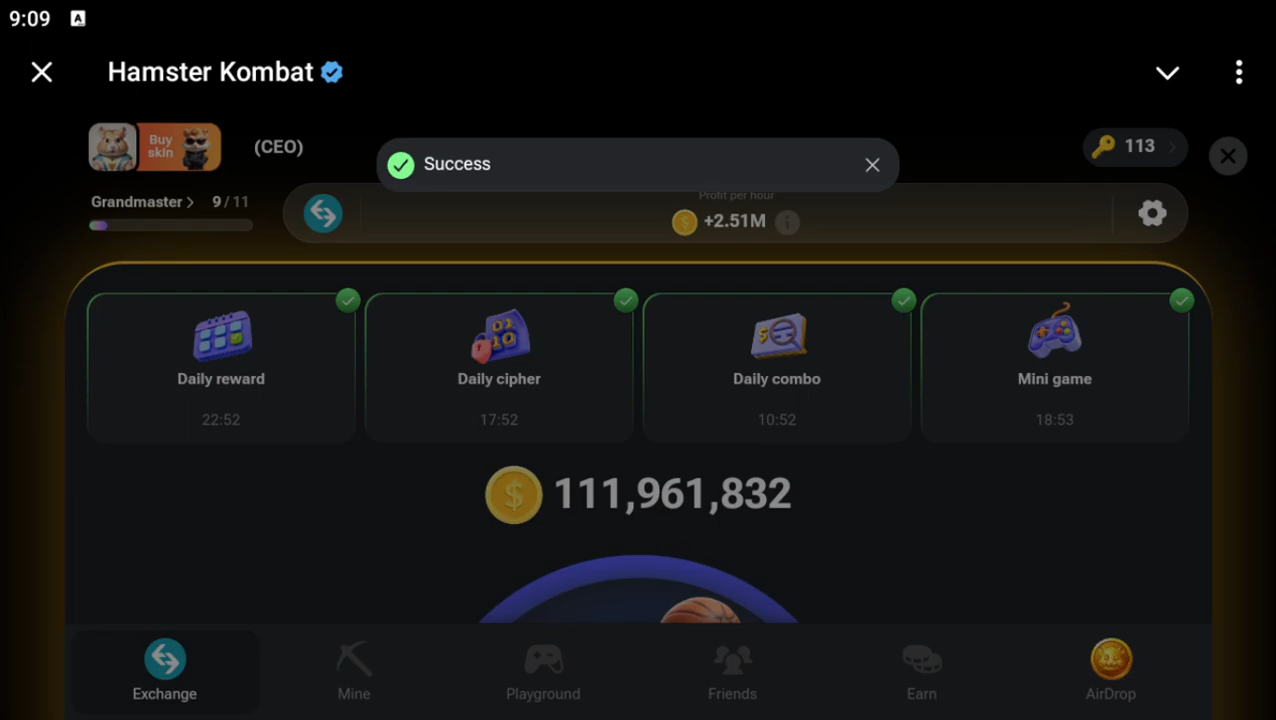 9:09 A
Hamster Kombat
Buy skin
(CEO)
Success
113
Grandmaster > 9 / 11
Profit per hour
+2.51M
Daily reward
22:52
Daily cipher
17:52
Daily combo
10:52
Mini game
18:53
111,961,832
Exchange
Mine
Playground
Friends
Earn
AirDrop